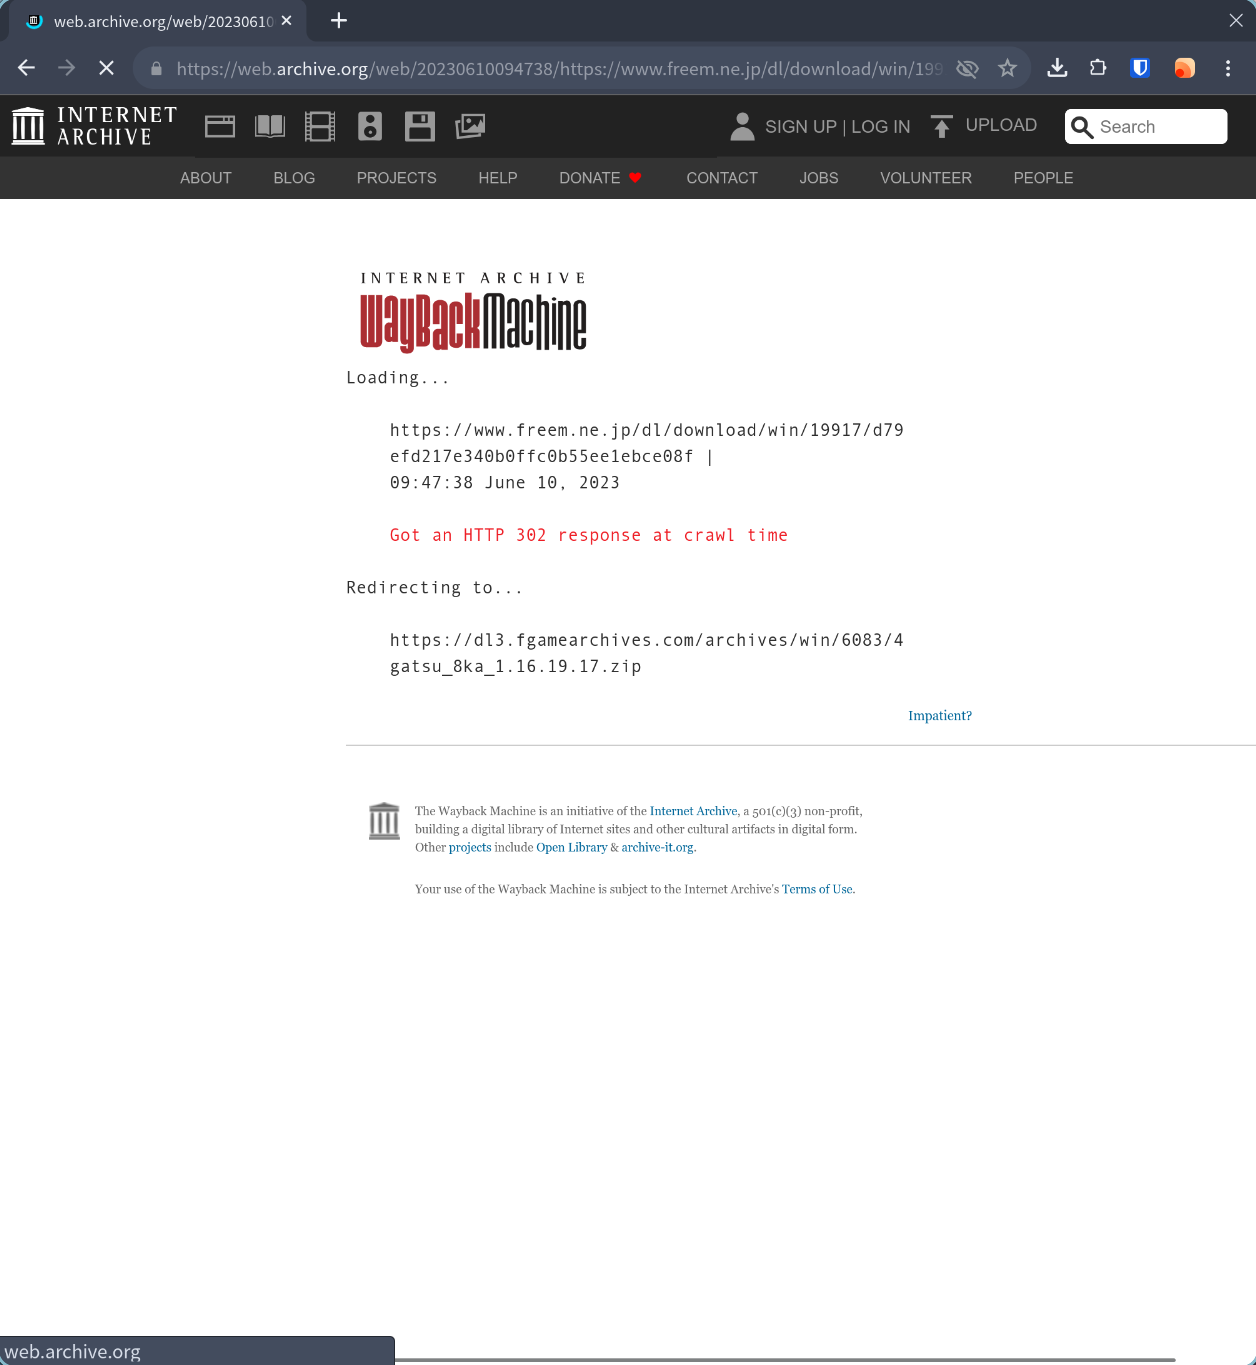 web.archive.org/web/20230610
https://web.archive.org/web/20230610094738/https://www.freem.ne.jp/dl/download/win/199
INTERNET
ARCHIVE
SIGN UP | LOG IN
UPLOAD
Search
ABOUT
BLOG
PROJECTS
HELP
DONATE
CONTACT
JOBS
VOLUNTEER
PEOPLE
INTERNET ARCHIVE
WayBackMachine
Loading...
https://www.freem.ne.jp/dl/download/win/19917/d79
efd217e340b0ffc0b55ee1ebce08f |
09:47:38 June 10, 2023
Got an HTTP 302 response at crawl time
Redirecting to...
https://dl3.fgamearchives.com/archives/win/6083/4
gatsu_8ka_1.16.19.17.zip
Impatient?
The Wayback Machine is an initiative of the Internet Archive, a 501(c)(3) non-profit,
building a digital library of Internet sites and other cultural artifacts in digital form.
Other projects include Open Library & archive-it.org.
Your use of the Wayback Machine is subject to the Internet Archive's Terms of Use.
web.archive.org